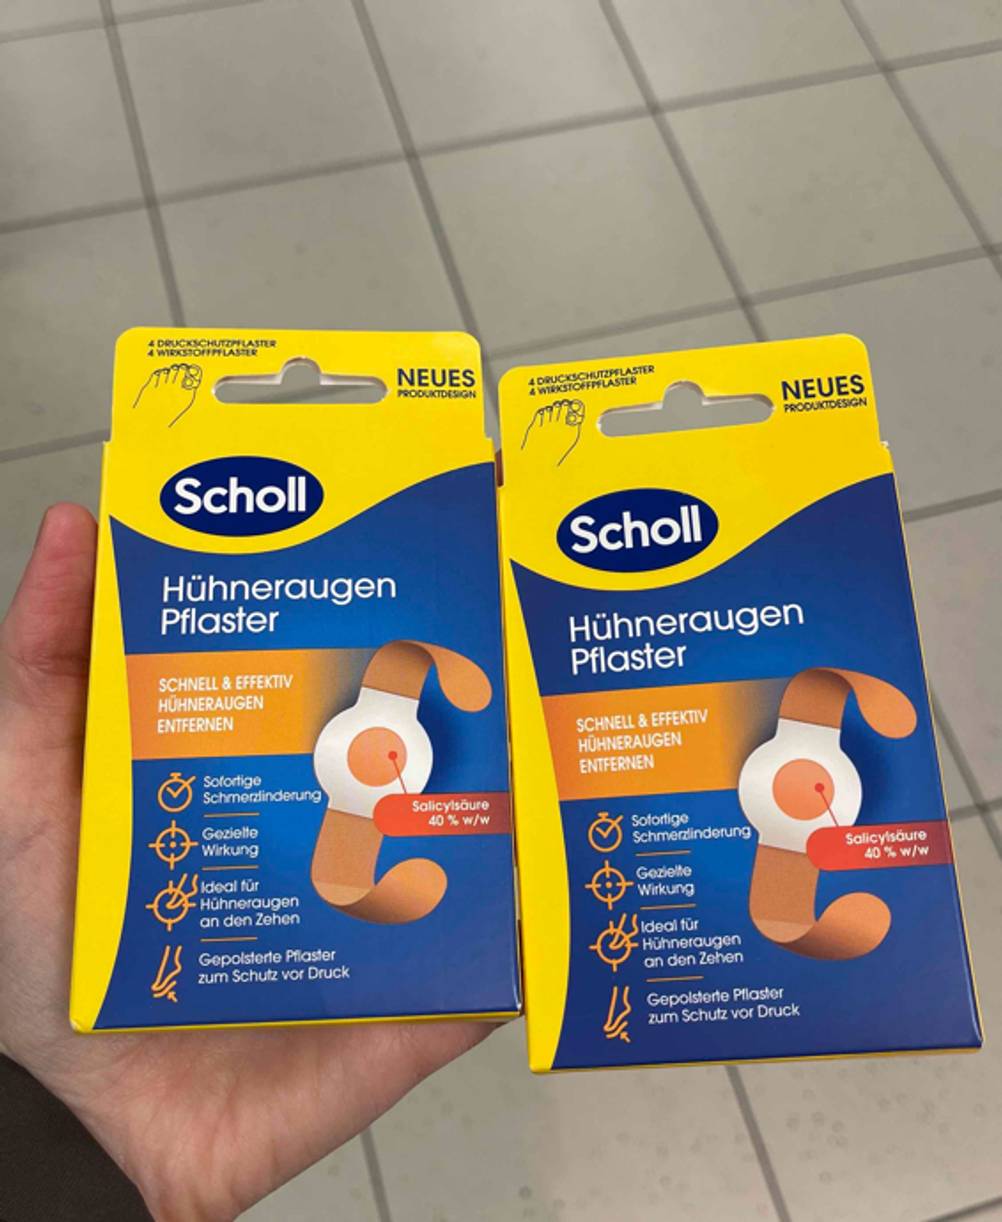 4 DRUCKSCHUTZPFLASTER
4 WIRKSTOFFPFLASTER
NEUES
PRODUKTDESIGN
Scholl
Hühneraugen
Pflaster
SCHNELL & EFFEKTIV
HÜHNERAUGEN
ENTFERNEN
Sofortige
Schmerzlinderung
Salicylsäure
40 % w/w
Gezielte
Wirkung
Ideal für
Hühneraugen
an den Zehen
Gepolsterte Pflaster
zum Schutz vor Druck
4 DRUCKSCHUTZPFLASTER
4 WIRKSTOFFPFLASTER
NEUES
PRODUKTDESIGN
Scholl
Hühneraugen
Pflaster
SCHNELL & EFFEKTIV
HÜHNERAUGEN
ENTFERNEN
Sofortige
Schmerzlinderung
Salicylsäure
40 % w/w
Gezielte
Wirkung
Ideal für
Hühneraugen
an den Zehen
Gepolsterte Pflaster
zum Schutz vor Druck